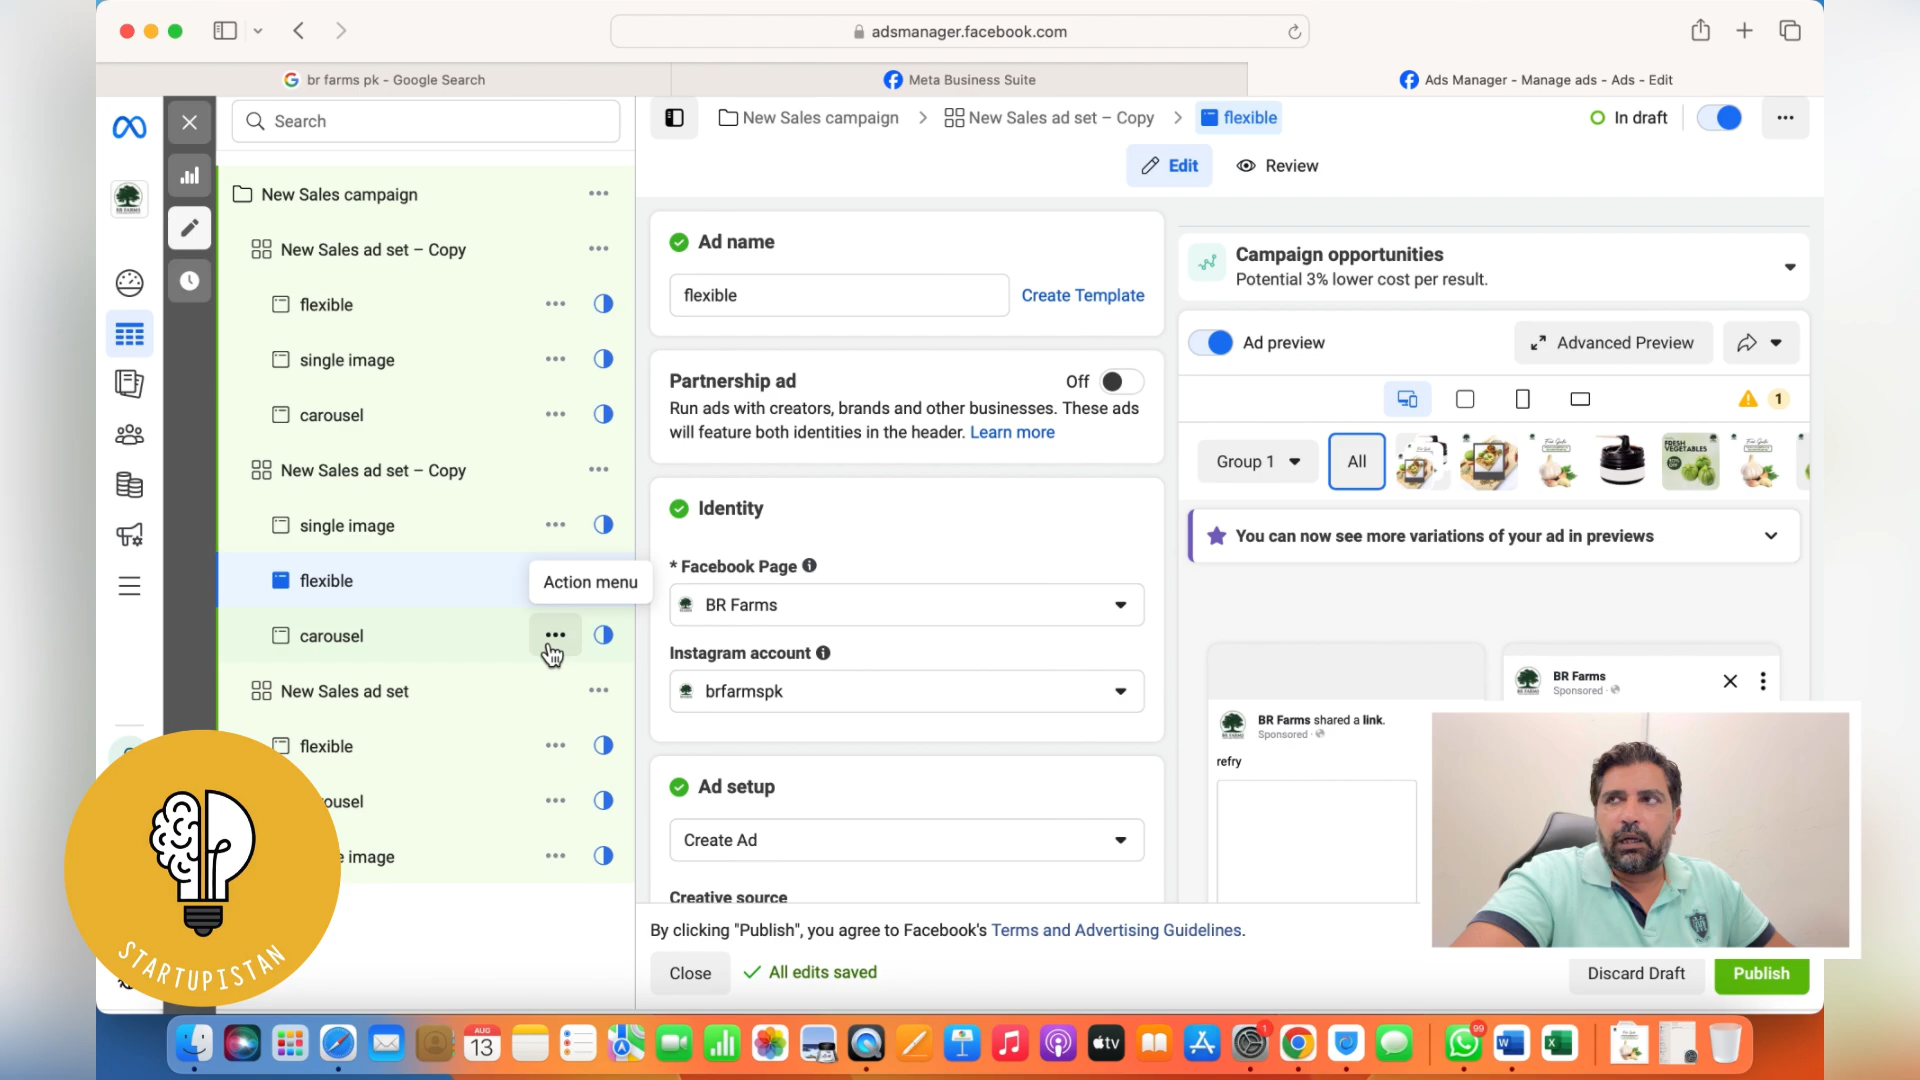 adsmanager.facebook.com
br farms pk - Google Search
Meta Business Suite
Ads Manager - Manage ads - Ads - Edit
Search
New Sales campaign
New Sales ad set – Copy
flexible
single image
carousel
New Sales ad set – Copy
single image
flexible
Action menu
carousel
New Sales ad set
flexible
ousel
e image
New Sales campaign
New Sales ad set – Copy
flexible
In draft
Edit
Review
Ad name
flexible
Create Template
Partnership ad
Off
Run ads with creators, brands and other businesses. These ads
will feature both identities in the header. Learn more
Identity
* Facebook Page
BR Farms
Instagram account
brfarmspk
Ad setup
Create Ad
Creative source
Campaign opportunities
Potential 3% lower cost per result.
Ad preview
Advanced Preview
1
Group 1
All
FRESH
VEGETABLES
You can now see more variations of your ad in previews
BR Farms
Sponsored ·
BR Farms shared a link.
Sponsored ·
refry
By clicking "Publish", you agree to Facebook's Terms and Advertising Guidelines.
Close
All edits saved
Discard Draft
Publish
STARTUPISTAN
AUG
13
tv
1
99
W
X